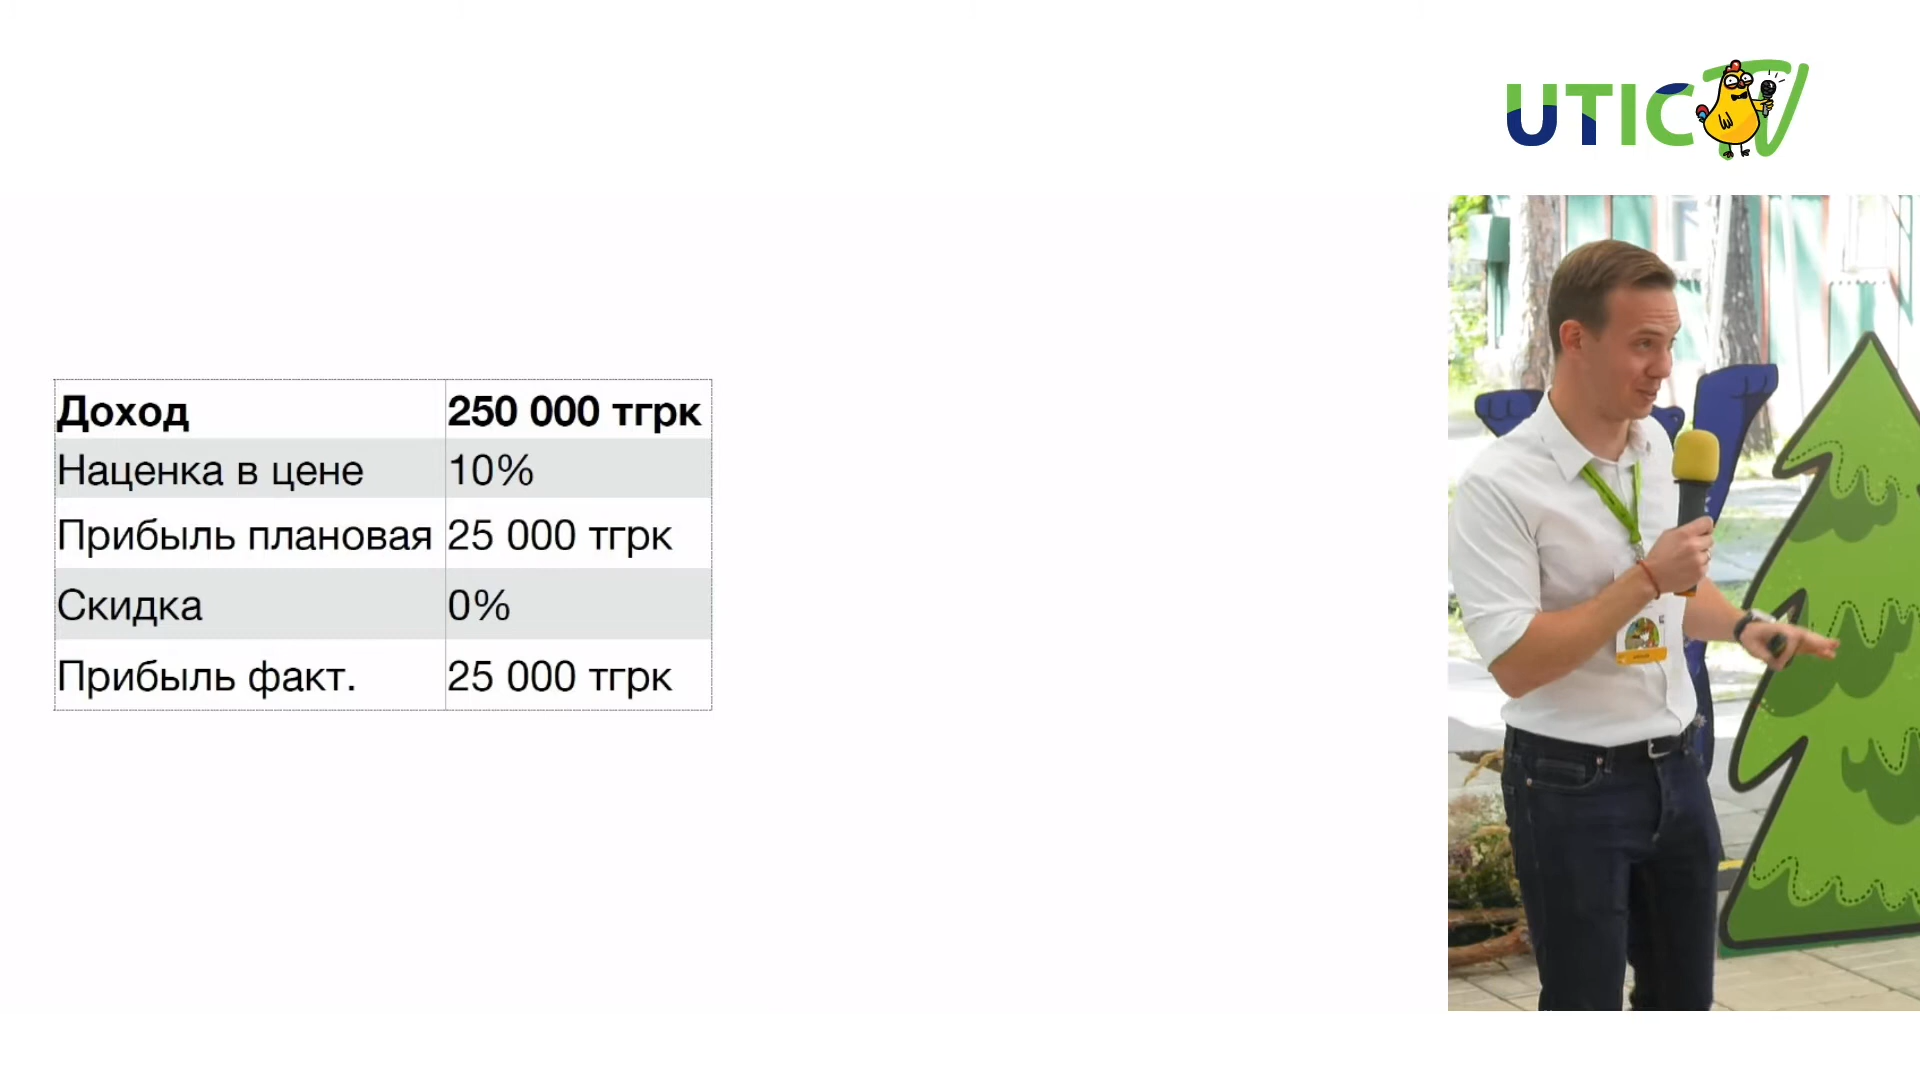 UTIC TV
Доход 250 000 тгрк
Наценка в цене 10%
Прибыль плановая 25 000 тгрк
Скидка 0%
Прибыль факт. 25 000 тгрк